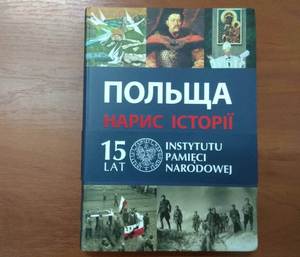 ПОЛЬЩА
НАРИС ІСТОРІЇ
15
LAT
INSTYTUTU
PAMIĘCI
NARODOWEJ